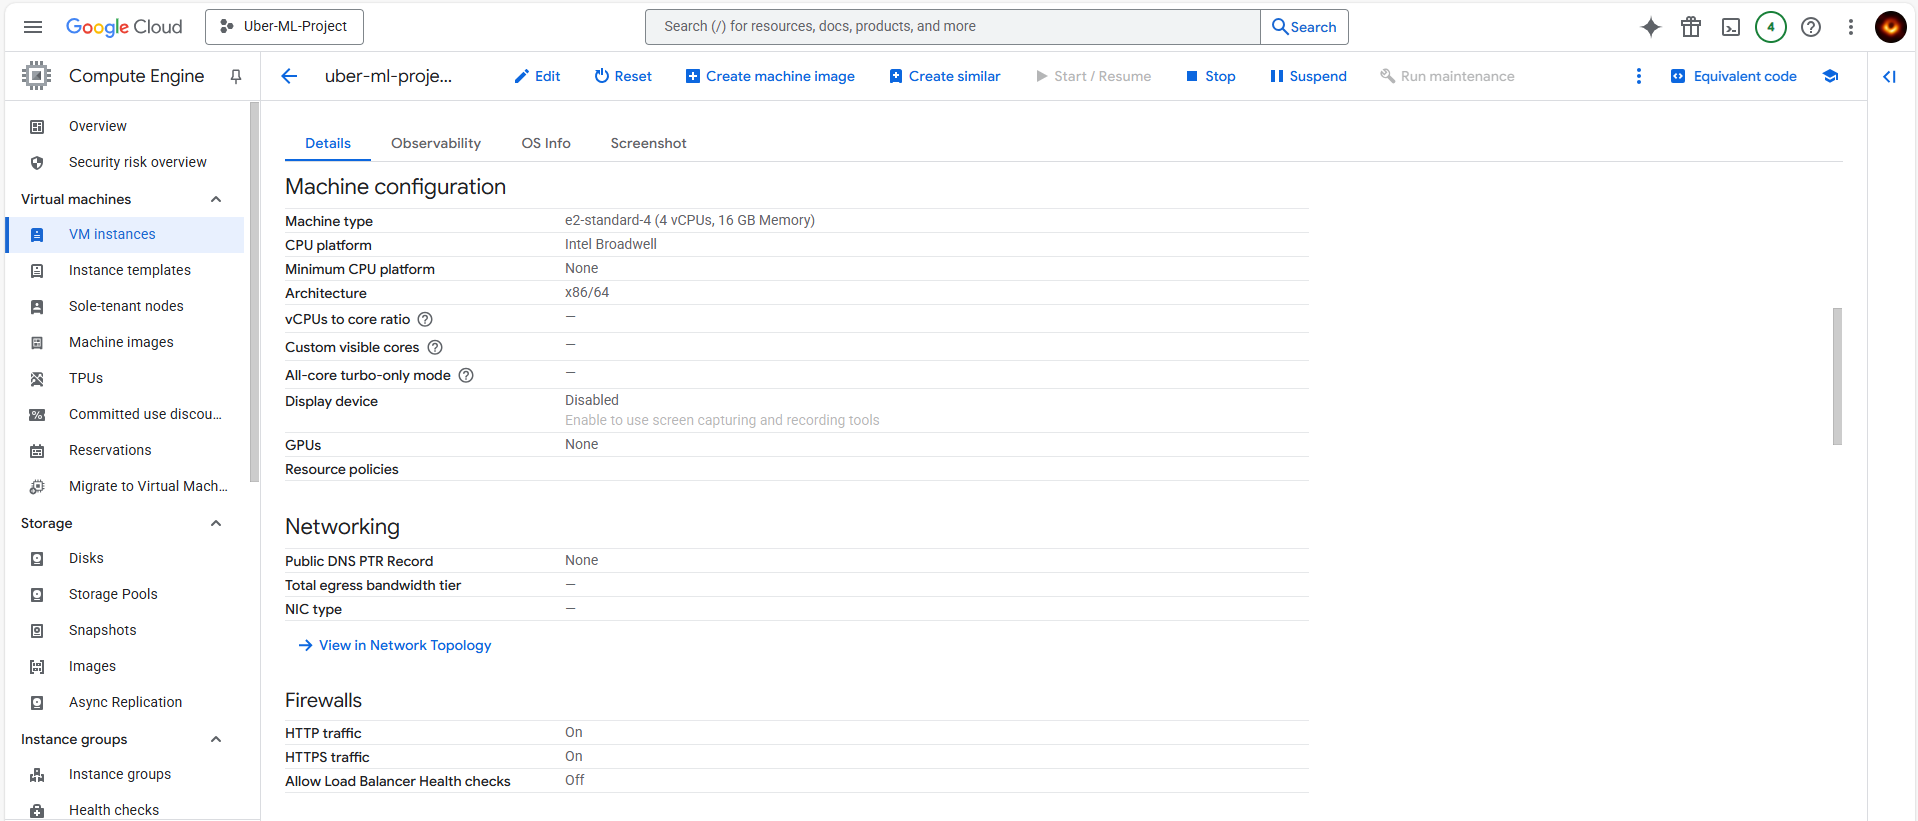 Google Cloud
Uber-ML-Project
Search (/) for resources, docs, products, and more
Search
4
Compute Engine
uber-ml-proje...
Edit
Reset
Create machine image
Create similar
Start / Resume
Stop
Suspend
Run maintenance
Equivalent code
Overview
Security risk overview
Virtual machines
VM instances
Instance templates
Sole-tenant nodes
Machine images
TPUs
Committed use discou...
Reservations
Migrate to Virtual Mach...
Storage
Disks
Storage Pools
Snapshots
Images
Async Replication
Instance groups
Instance groups
Health checks
Details
Observability
OS Info
Screenshot
Machine configuration
Machine type e2-standard-4 (4 vCPUs, 16 GB Memory)
CPU platform Intel Broadwell
Minimum CPU platform None
Architecture x86/64
vCPUs to core ratio —
Custom visible cores —
All-core turbo-only mode —
Display device Disabled
Enable to use screen capturing and recording tools
GPUs None
Resource policies
Networking
Public DNS PTR Record None
Total egress bandwidth tier —
NIC type —
View in Network Topology
Firewalls
HTTP traffic On
HTTPS traffic On
Allow Load Balancer Health checks Off